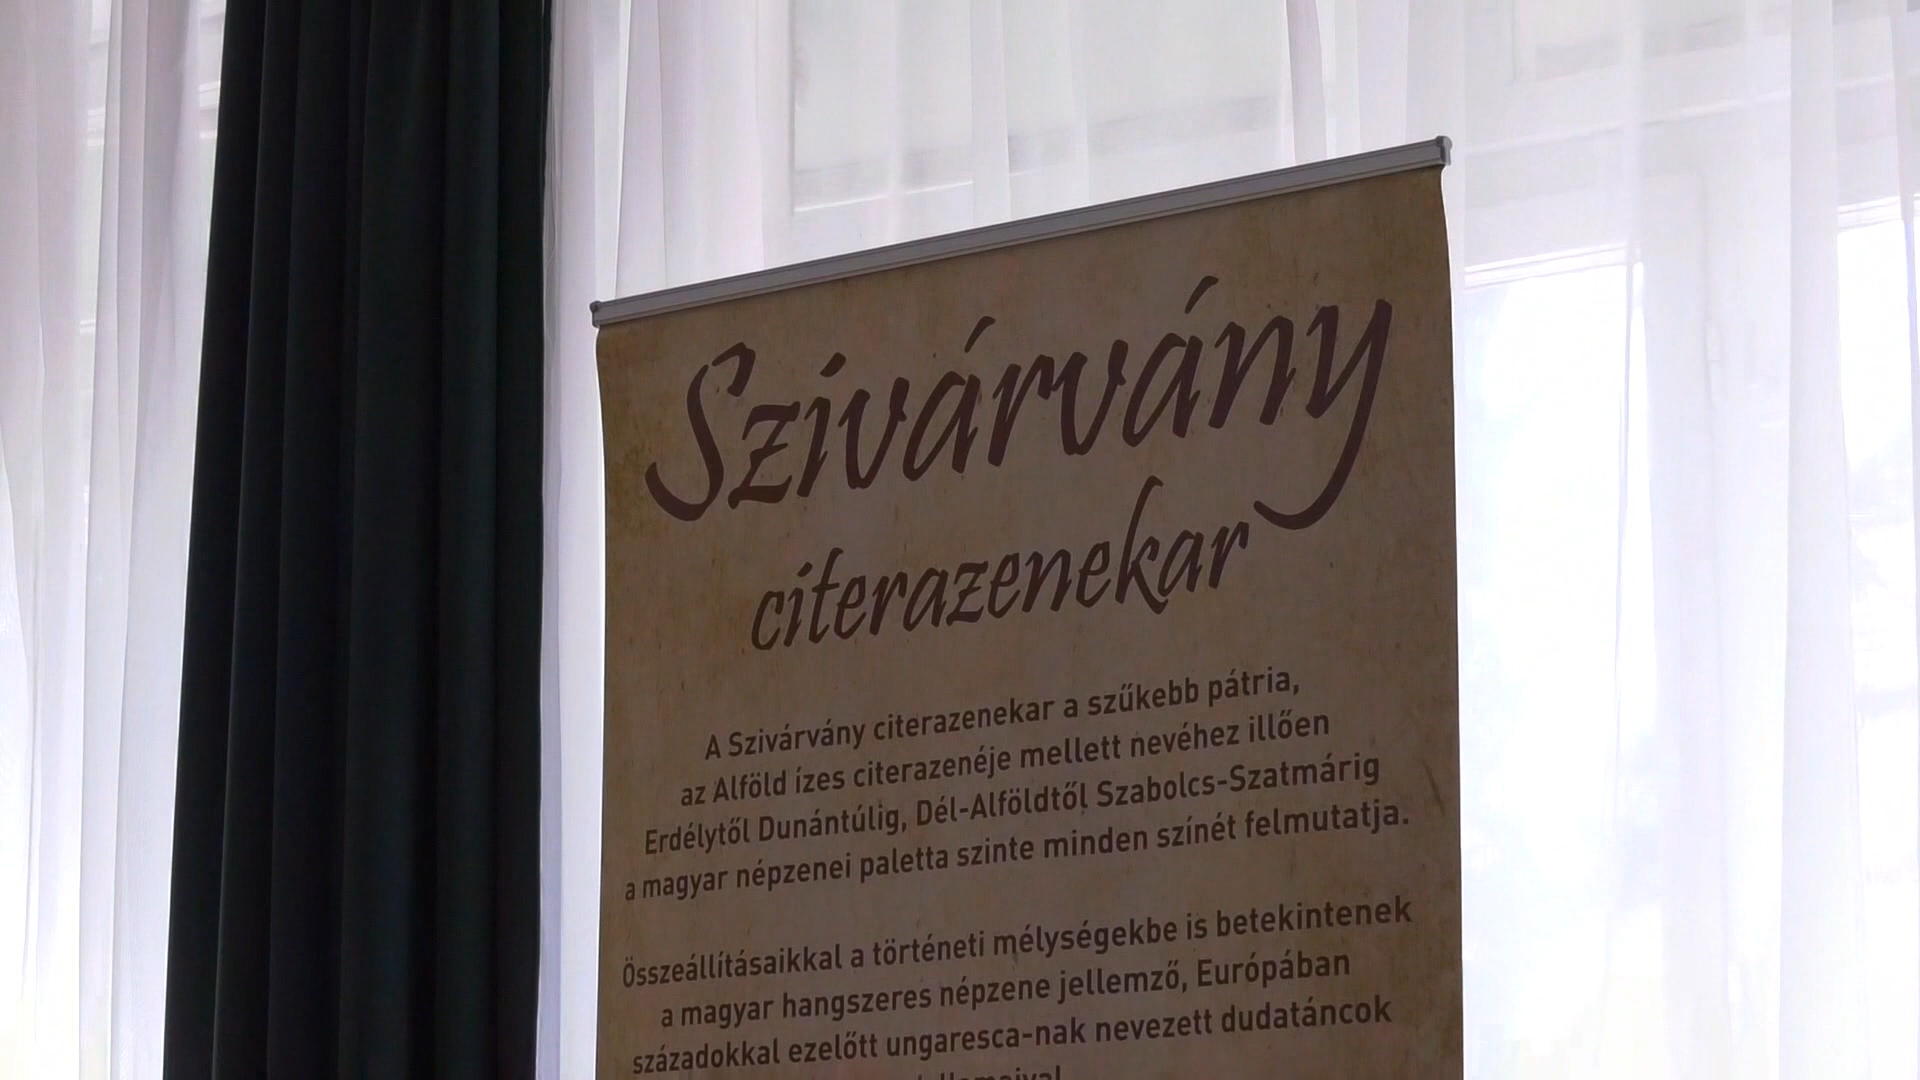 Szivárvány
citerazenekar
A Szivárvány citerazenekar a szűkebb pátria,
az Alföld ízes citerazenéje mellett nevéhez illően
Erdélytől Dunántúlig, Dél-Alföldtől Szabolcs-Szatmárig
a magyar népzenei paletta szinte minden színét felmutatja.
Összeállításaikkal a történeti mélységekbe is betekintenek
a magyar hangszeres népzene jellemző, Európában
századokkal ezelőtt ungaresca-nak nevezett dudatáncok